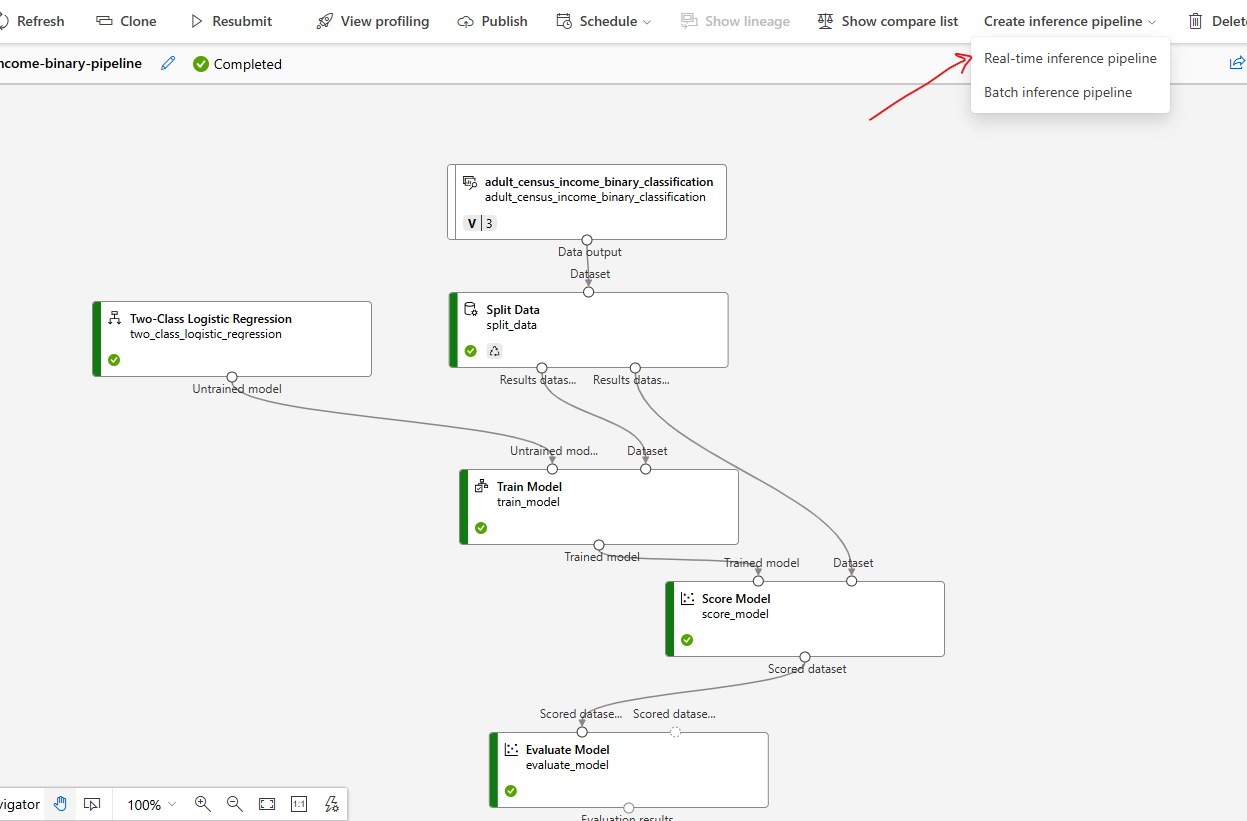 Refresh
Clone
Resubmit
View profiling
Publish
Schedule
Show lineage
Show compare list
Create inference pipeline
Delet
ncome-binary-pipeline
Completed
Real-time inference pipeline
Batch inference pipeline
adult_census_income_binary_classification
adult_census_income_binary_classification
V 3
Data output
Dataset
Two-Class Logistic Regression
two_class_logistic_regression
Untrained model
Split Data
split_data
Results datas...
Results datas...
Untrained mod...
Dataset
Train Model
train_model
Trained model
Trained model
Dataset
Score Model
score_model
Scored dataset
Scored datase...
Scored datase...
Evaluate Model
evaluate_model
Evaluation results
vigator
100%
1:1